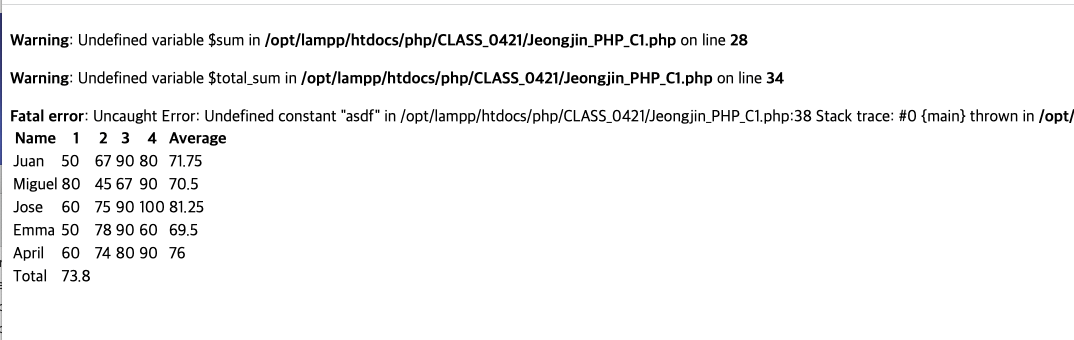 Warning: Undefined variable $sum in /opt/lampp/htdocs/php/CLASS_0421/Jeongjin_PHP_C1.php on line 28
Warning: Undefined variable $total_sum in /opt/lampp/htdocs/php/CLASS_0421/Jeongjin_PHP_C1.php on line 34
Fatal error: Uncaught Error: Undefined constant "asdf" in /opt/lampp/htdocs/php/CLASS_0421/Jeongjin_PHP_C1.php:38 Stack trace: #0 {main} thrown in /opt/
Name 1 2 3 4 Average
Juan 50 67 90 80 71.75
Miguel 80 45 67 90 70.5
Jose 60 75 90 100 81.25
Emma 50 78 90 60 69.5
April 60 74 80 90 76
Total 73.8